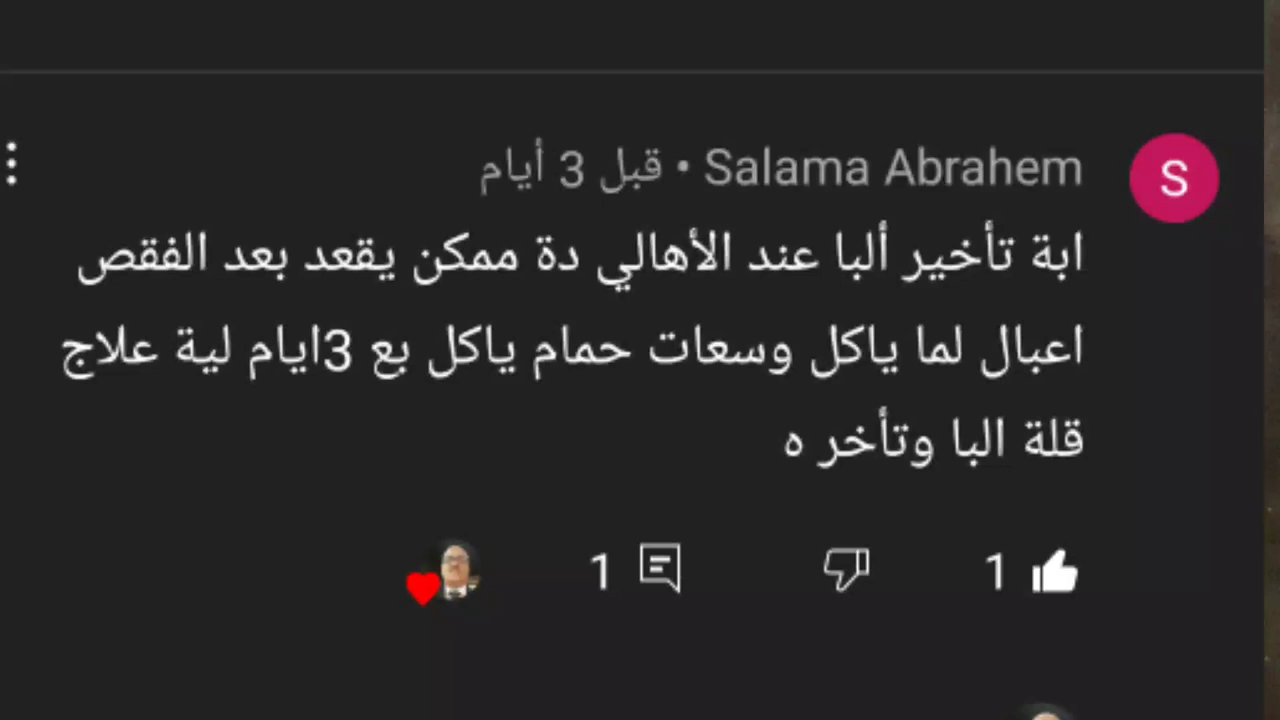 Salama Abrahem • قبل 3 أيام
S
ابة تأخير ألبا عند الأهالي دة ممكن يقعد بعد الفقص
اعبال لما ياكل وسعات حمام ياكل بع 3ايام لية علاج
قلة البا وتأخر ه
1
1